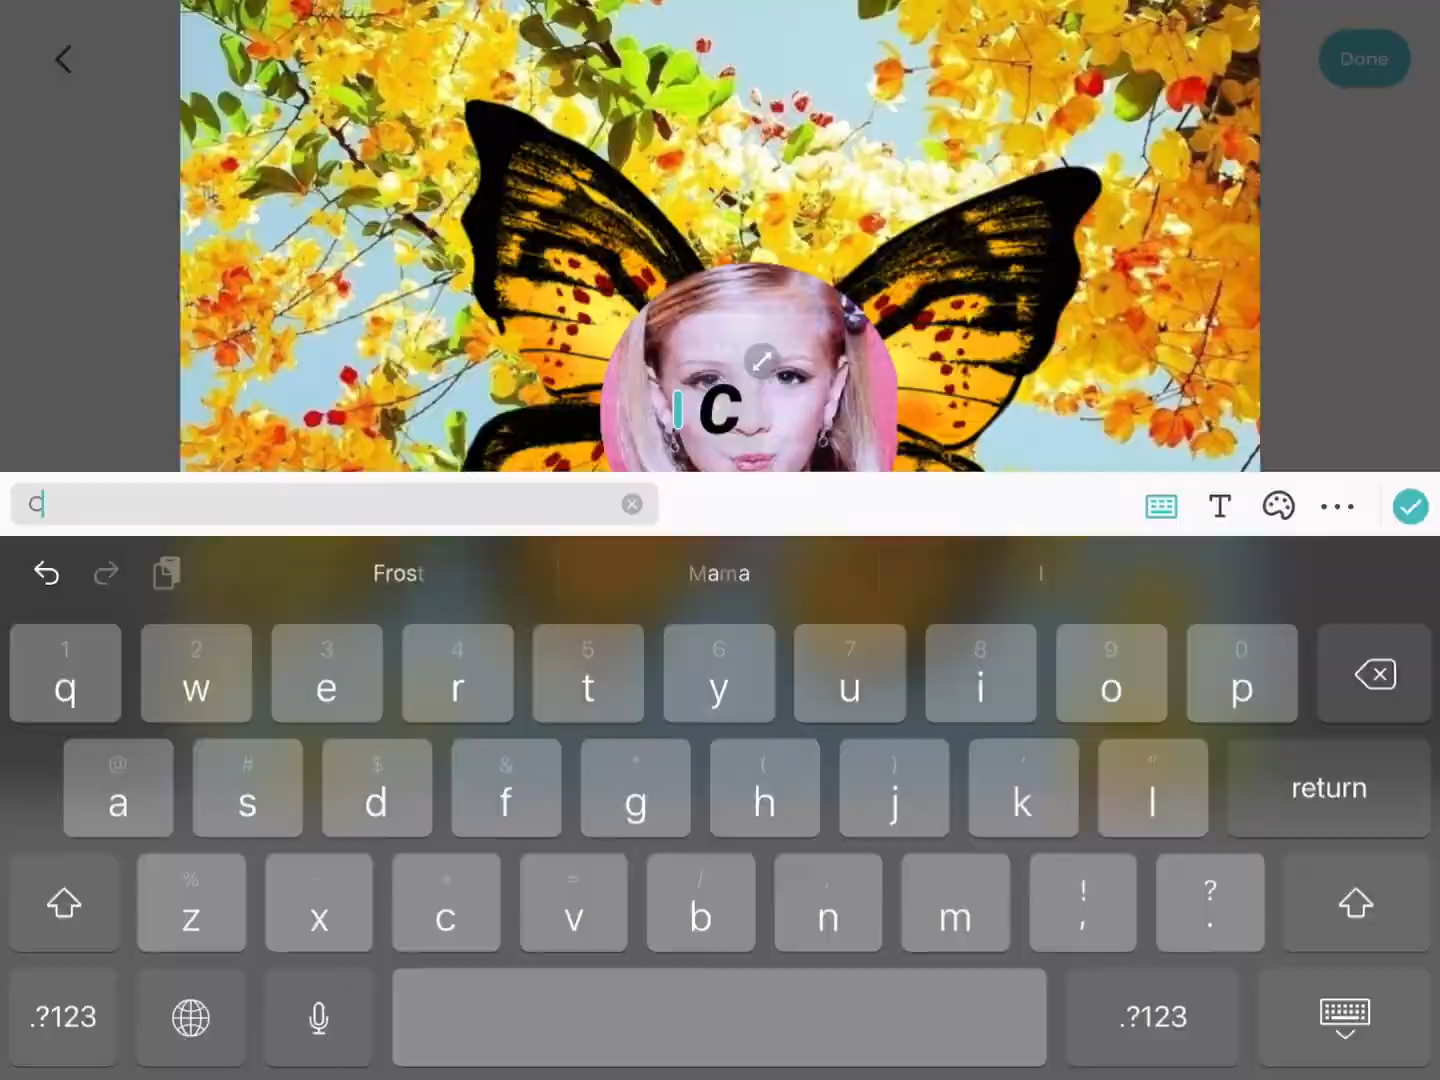 Done
C
C
Frost Mama I
1 2 3 4 5 6 7 8 9 0
q w e r t y u i o p
@ # $ & * ( ) ' "
a s d f g h j k l return
% - + = / , ! ?
z x c v b n m , .
.?123 .?123